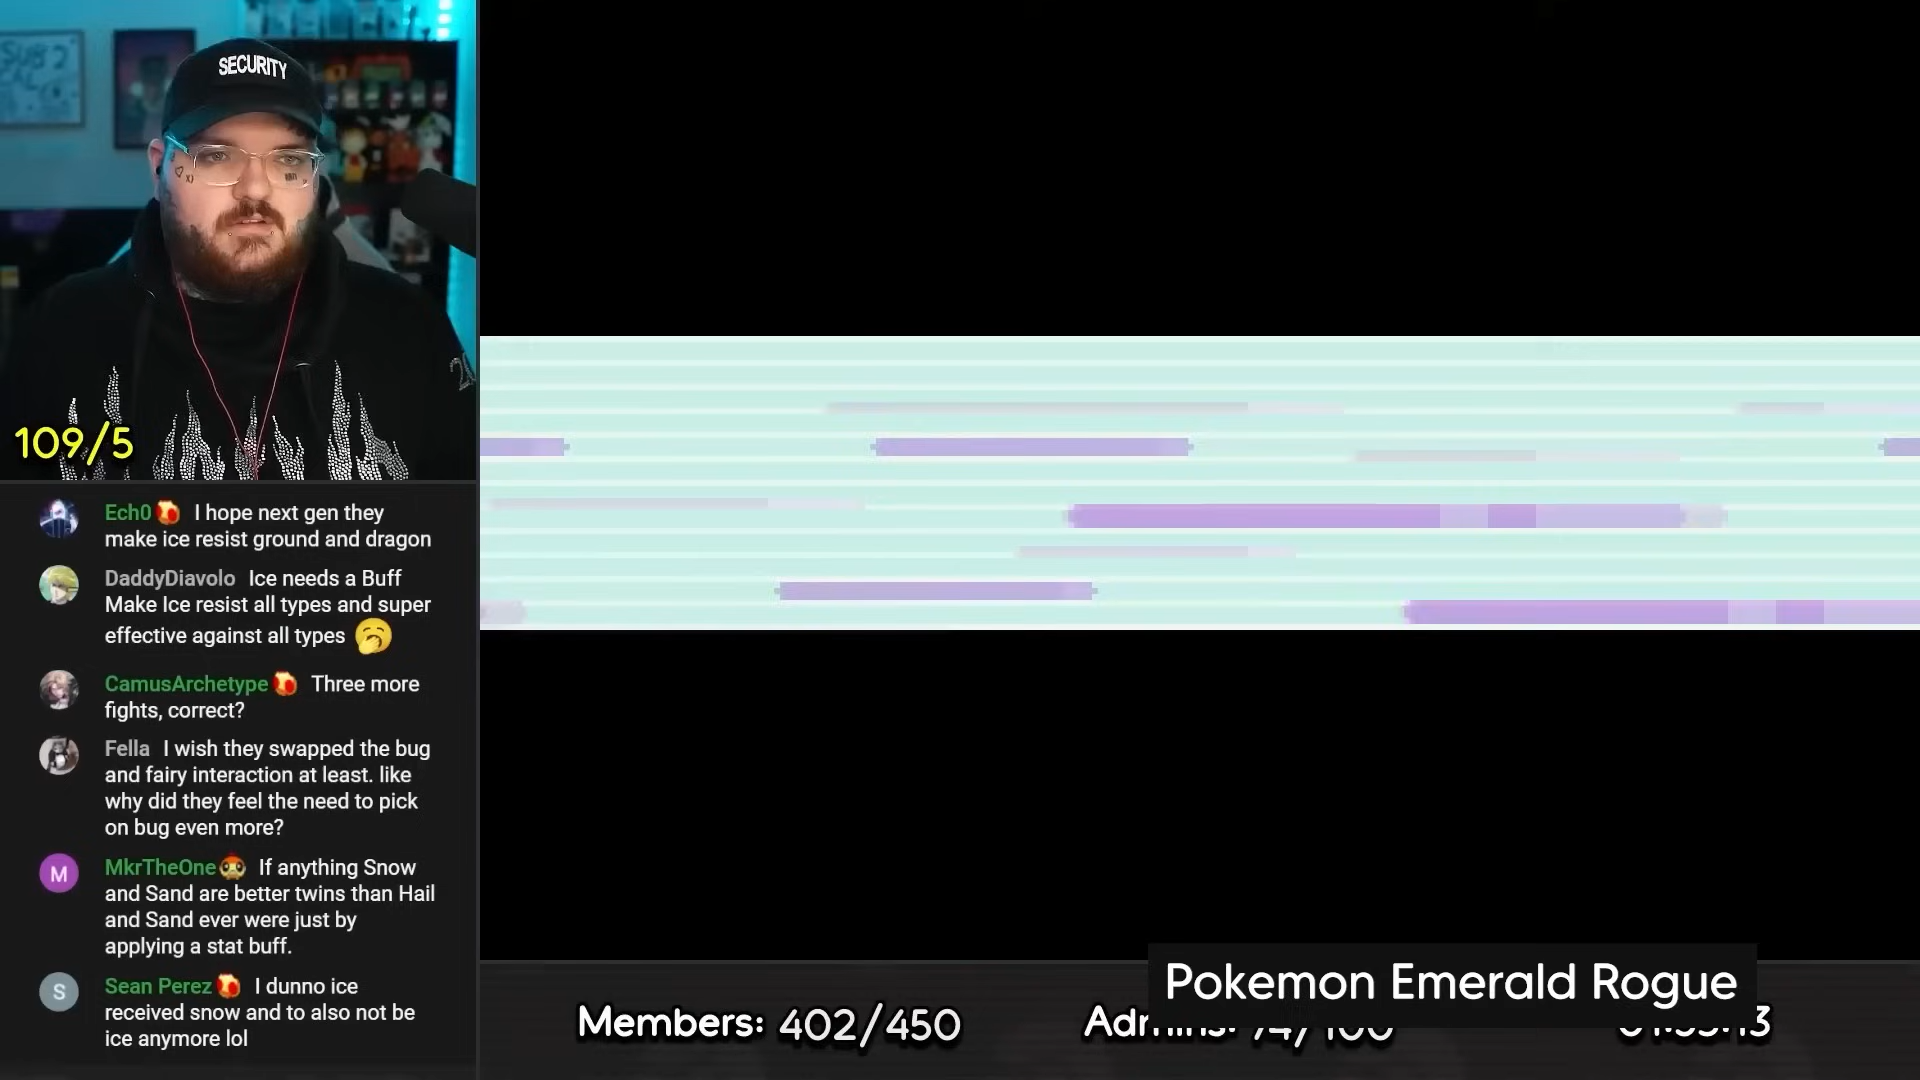 SUB 2
SECURITY
109/5
Ech0 I hope next gen they
make ice resist ground and dragon
DaddyDiavolo Ice needs a Buff
Make Ice resist all types and super
effective against all types
CamusArchetype Three more
fights, correct?
Fella I wish they swapped the bug
and fairy interaction at least. like
why did they feel the need to pick
on bug even more?
M
MkrTheOne If anything Snow
and Sand are better twins than Hail
and Sand ever were just by
applying a stat buff.
S
Sean Perez I dunno ice
received snow and to also not be
ice anymore lol
Pokemon Emerald Rogue
Members: 402/450